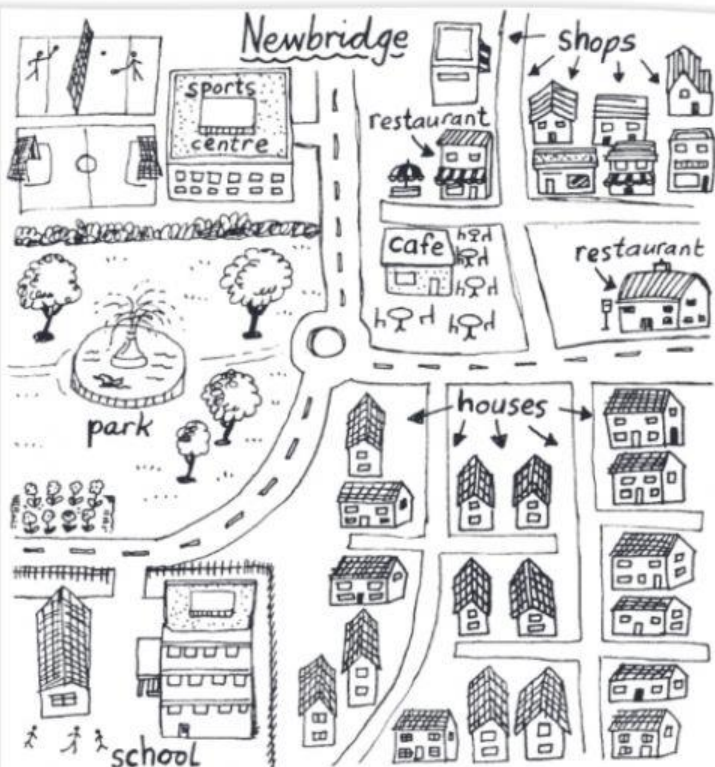 Newbridge
shops
sports
centre
restaurant
cafe
restaurant
park
houses
school